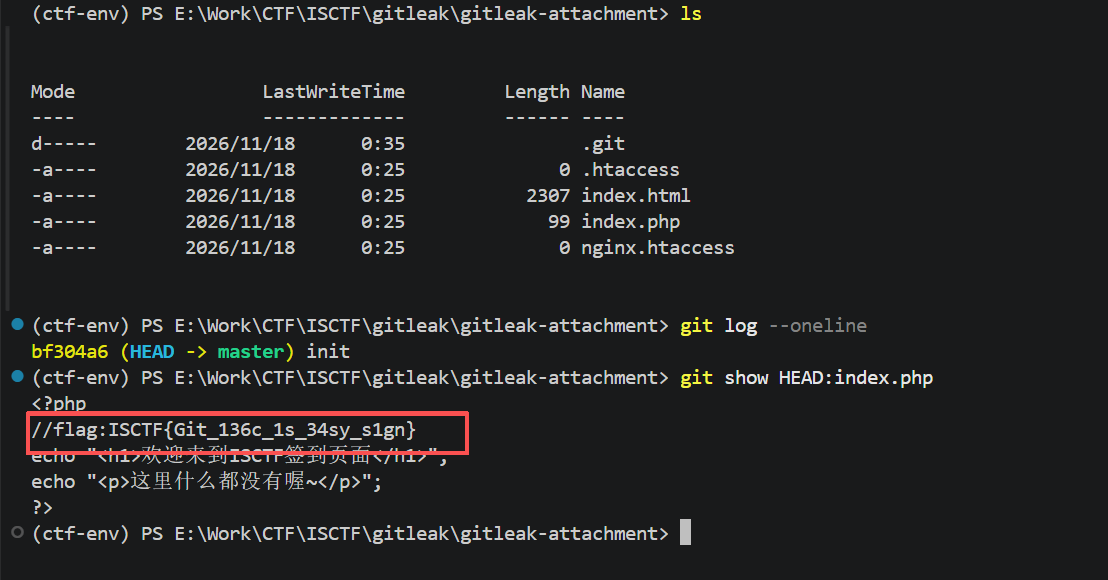 (ctf-env) PS E:\Work\CTF\ISCTF\gitleak\gitleak-attachment> ls
Mode                 LastWriteTime         Length Name
----                 -------------         ------ ----
d-----        2026/11/18      0:35                .git
-a----        2026/11/18      0:25              0 .htaccess
-a----        2026/11/18      0:25           2307 index.html
-a----        2026/11/18      0:25             99 index.php
-a----        2026/11/18      0:25              0 nginx.htaccess
(ctf-env) PS E:\Work\CTF\ISCTF\gitleak\gitleak-attachment> git log --oneline
bf304a6 (HEAD -> master) init
(ctf-env) PS E:\Work\CTF\ISCTF\gitleak\gitleak-attachment> git show HEAD:index.php
<?php
//flag:ISCTF{Git_136c_1s_34sy_s1gn}
echo "<h1>欢迎来到ISCTF签到页面</h1>";
echo "<p>这里什么都没有喔~</p>";
?>
(ctf-env) PS E:\Work\CTF\ISCTF\gitleak\gitleak-attachment>